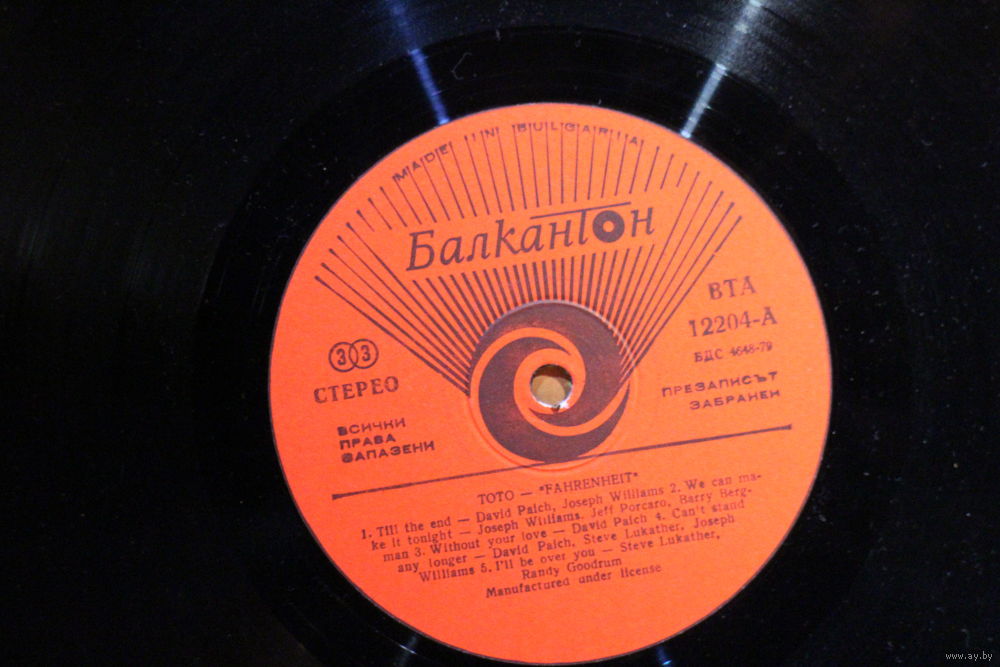 MADE IN BULGARIA
Балкантон
ВТА
12204-А
БДС 4648-79
33
СТЕРЕО
ПРЕЗАПИСЪТ
ЗАБРАНЕН
ВСИЧКИ
ПРАВА
ЗАПАЗЕНИ
TOTO — "FAHRENHEIT"
1. Till the end — David Paich, Joseph Williams 2. We can ma-
ke it tonight — Joseph Williams, Jeff Porcaro, Barry Berg-
man 3. Without your love — David Paich 4. Can't stand
any longer — David Paich, Steve Lukather, Joseph
Williams 5. I'll be over you — Steve Lukather,
Randy Goodrum
Manufactured under license
www.ay.by